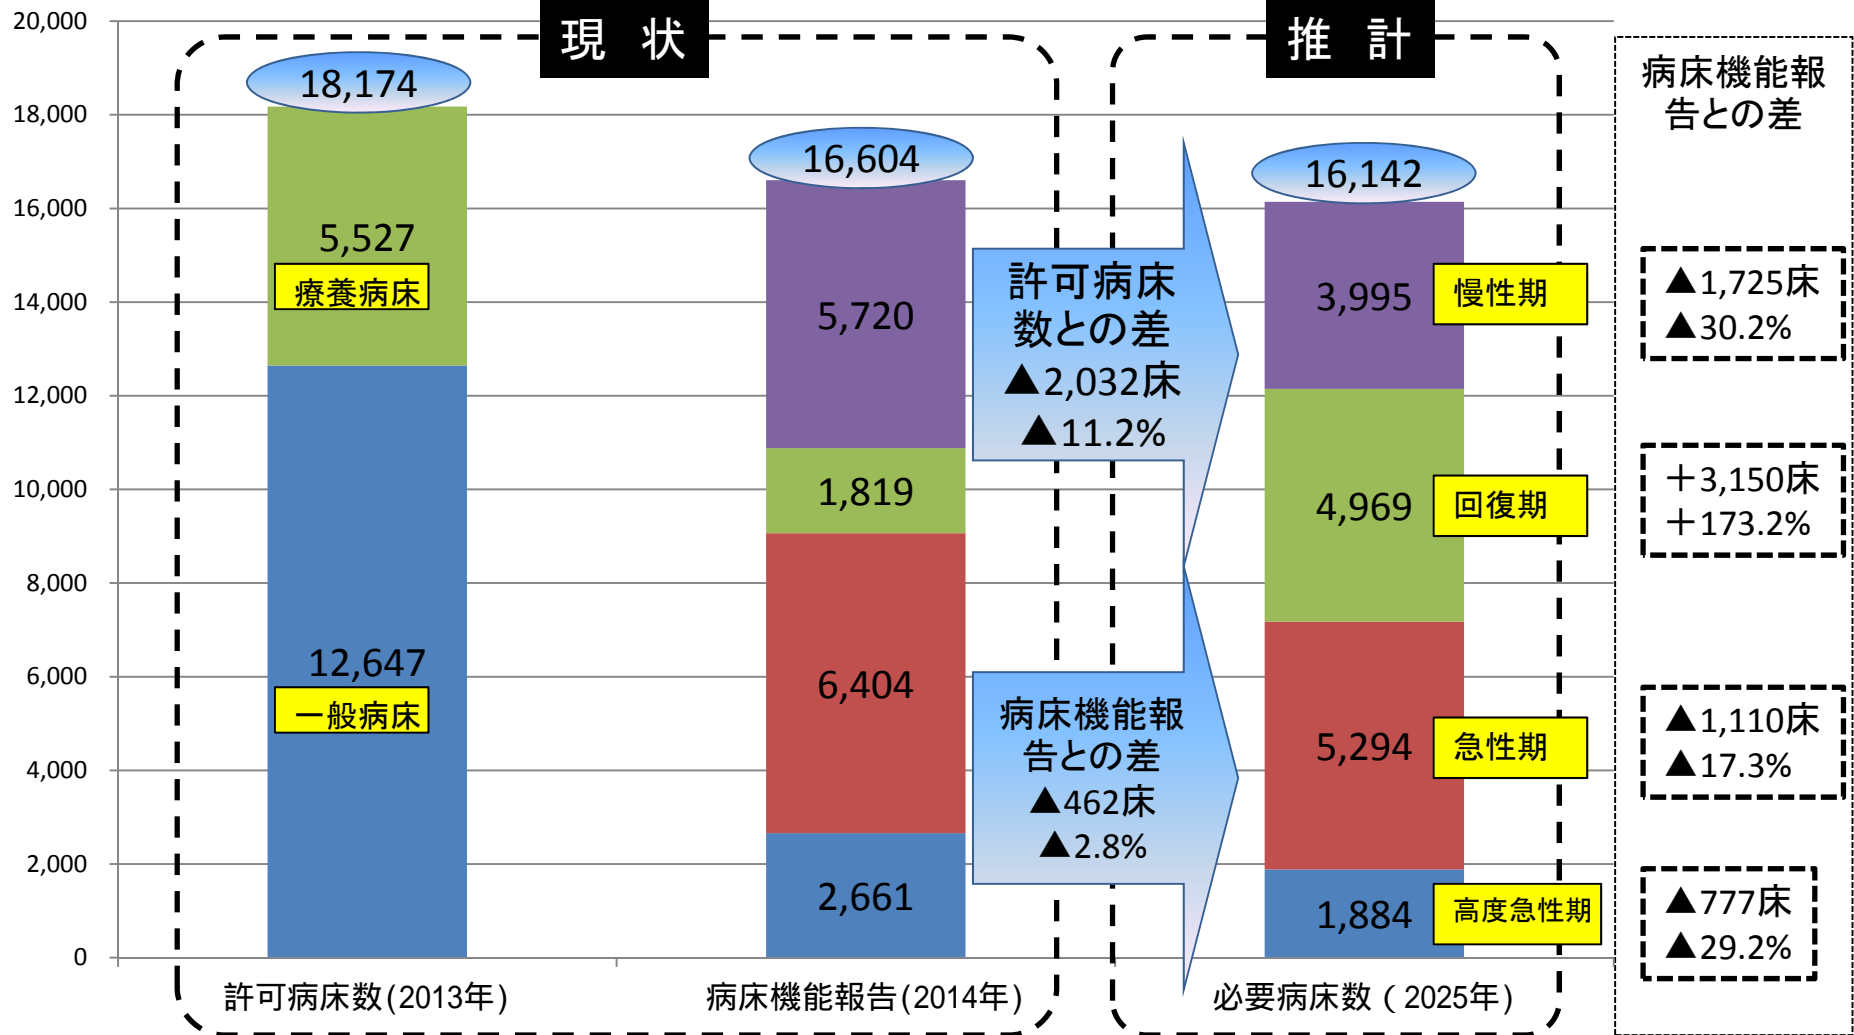 現 状
推 計
20,000
18,000
16,000
14,000
12,000
10,000
8,000
6,000
4,000
2,000
0
18,174
5,527
療養病床
12,647
一般病床
許可病床数(2013年)
16,604
5,720
1,819
6,404
2,661
病床機能報告(2014年)
許可病床
数との差
▲2,032床
▲11.2%
病床機能報
告との差
▲462床
▲2.8%
16,142
3,995 慢性期
4,969 回復期
5,294 急性期
1,884 高度急性期
必要病床数（2025年)
病床機能報
告との差
▲1,725床
▲30.2%
＋3,150床
＋173.2%
▲1,110床
▲17.3%
▲777床
▲29.2%